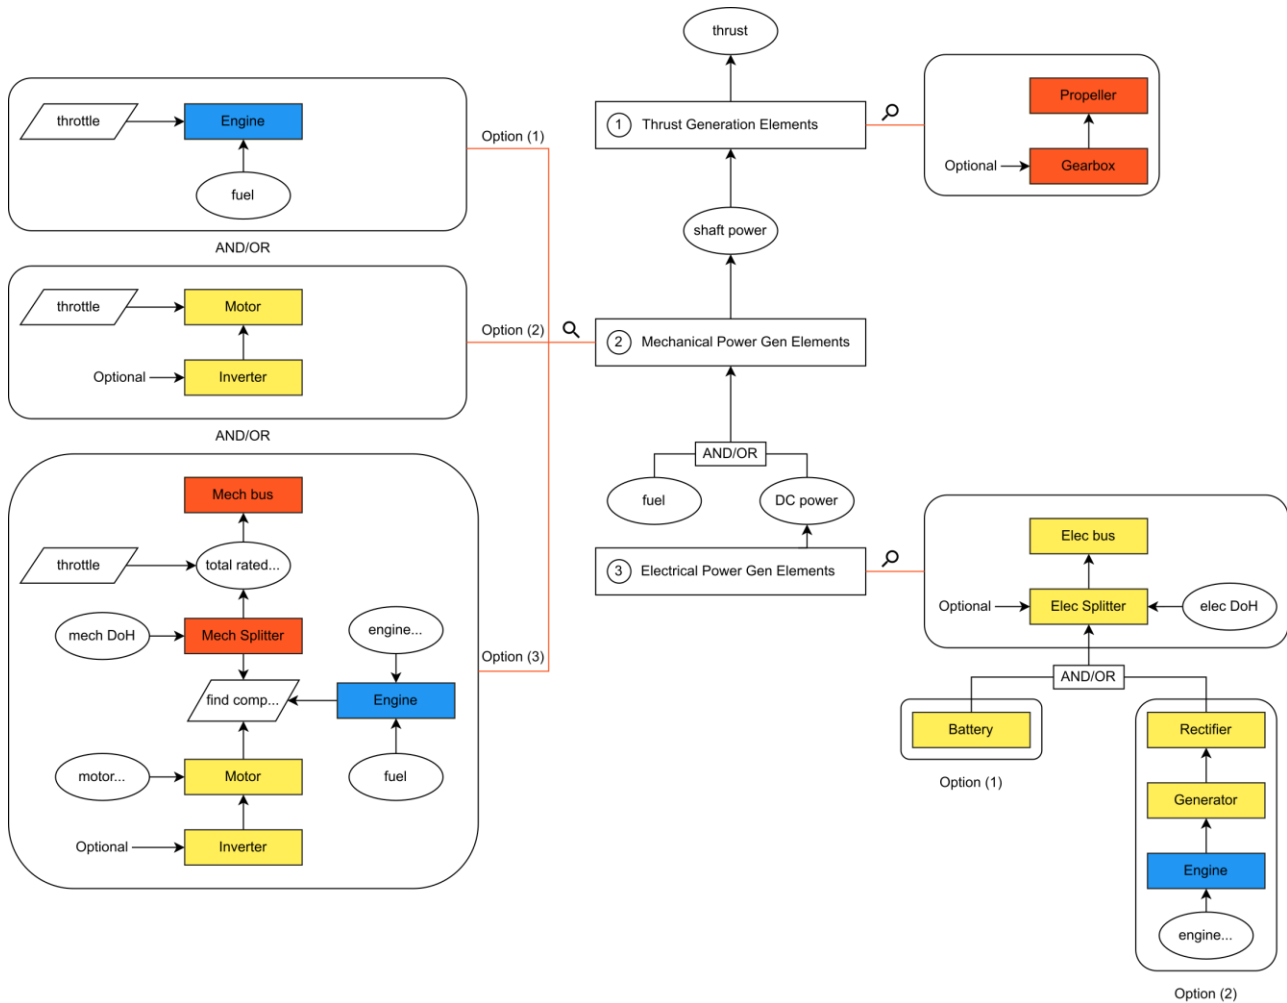 thrust
throttle
Engine
fuel
Option (1)
1
Thrust Generation Elements
Propeller
Optional
Gearbox
shaft power
AND/OR
throttle
Motor
Optional
Inverter
Option (2)
2
Mechanical Power Gen Elements
AND/OR
AND/OR
fuel
DC power
3
Electrical Power Gen Elements
Mech bus
throttle
total rated...
mech DoH
Mech Splitter
engine...
Option (3)
find comp...
Engine
motor...
Motor
fuel
Optional
Inverter
Elec bus
Optional
Elec Splitter
elec DoH
AND/OR
Battery
Option (1)
Rectifier
Generator
Engine
engine...
Option (2)